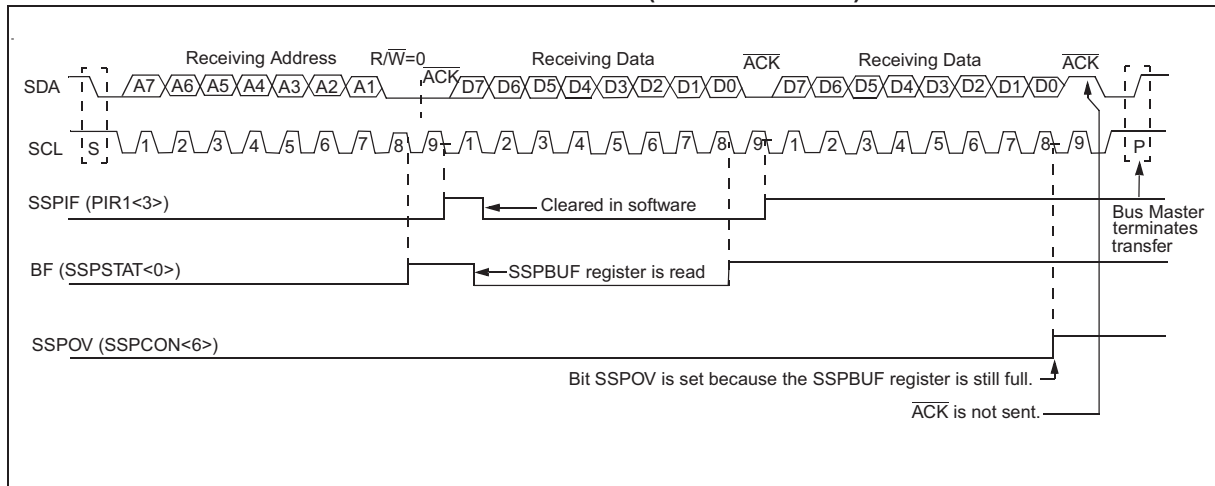 Receiving Address R/W̅=0 Receiving Data A̅C̅K̅ Receiving Data A̅C̅K̅
A̅C̅K̅
SDA A7 A6 A5 A4 A3 A2 A1 D7 D6 D5 D4 D3 D2 D1 D0 D7 D6 D5 D4 D3 D2 D1 D0
SCL S 1 2 3 4 5 6 7 8 9 1 2 3 4 5 6 7 8 9 1 2 3 4 5 6 7 8 9 P
SSPIF (PIR1<3>)
Cleared in software
Bus Master
terminates
transfer
BF (SSPSTAT<0>)
SSPBUF register is read
SSPOV (SSPCON<6>)
Bit SSPOV is set because the SSPBUF register is still full.
A̅C̅K̅ is not sent.